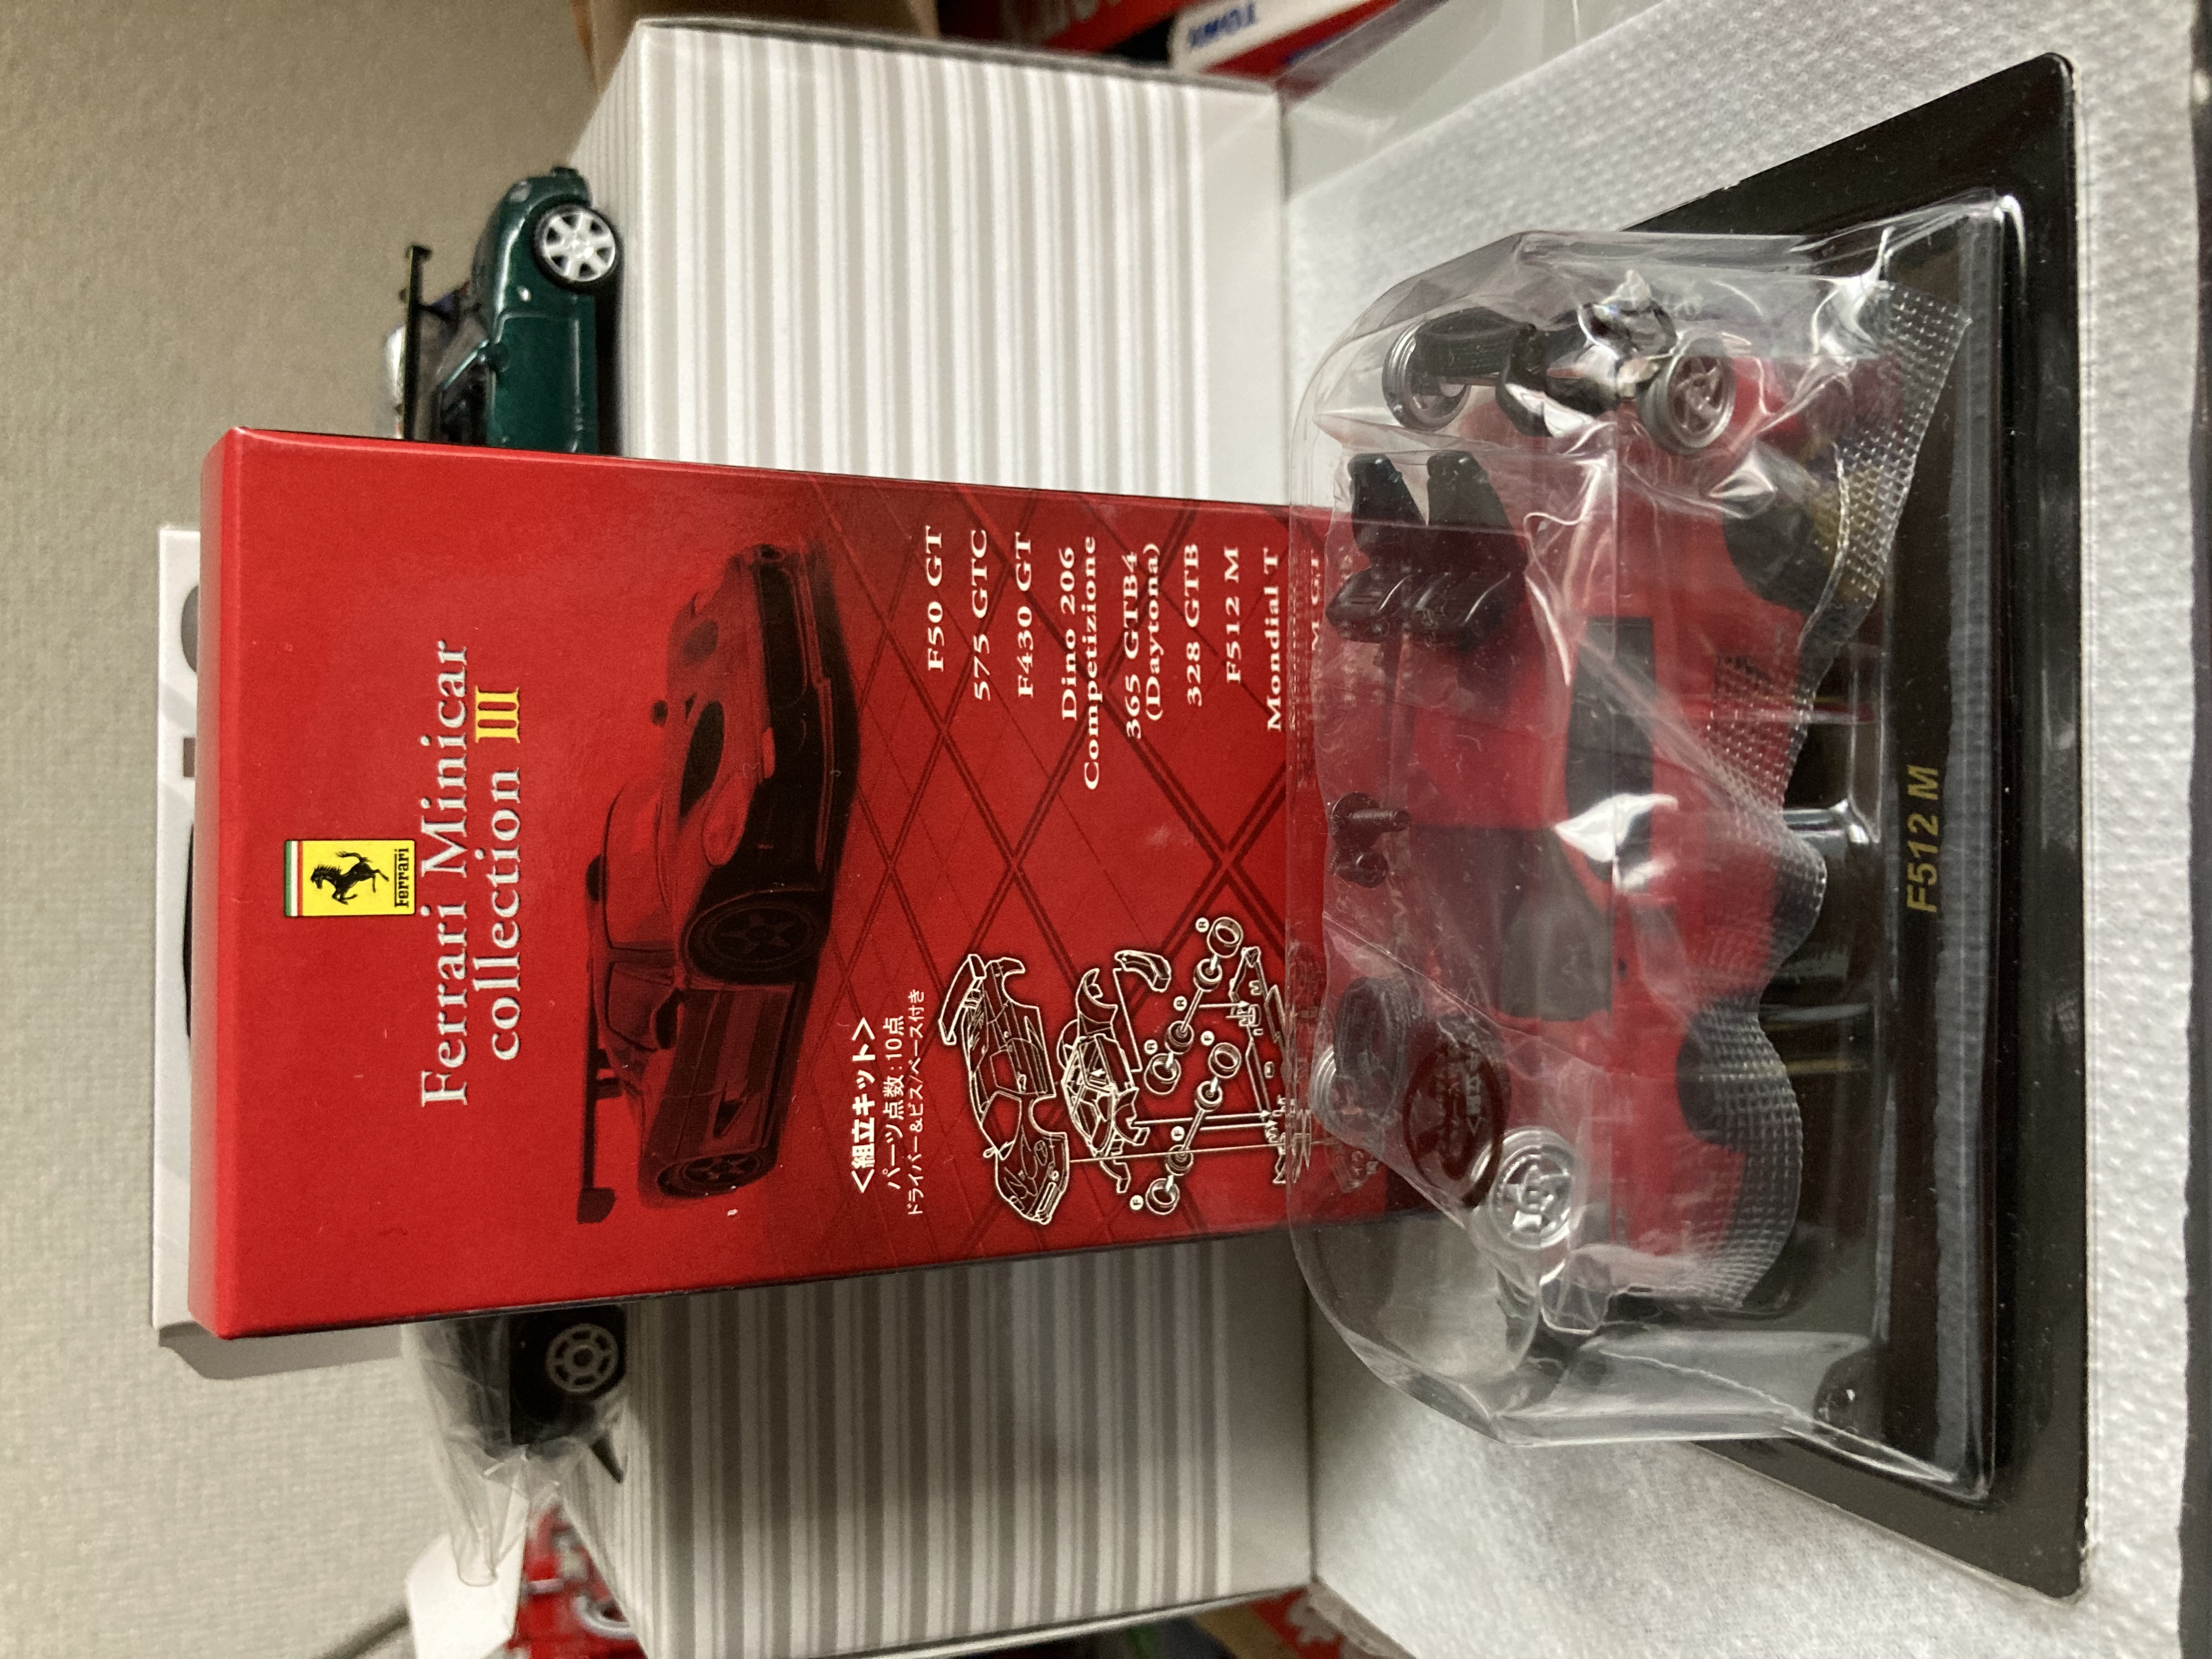 Ferrari
Ferrari Minicar
collection III
<組立キット>
パーツ点数:10点
ドライバー&ビス/ベース付き
F50 GT
575 GTC
F430 GT
Dino 206
Competizione
365 GTB4
(Daytona)
328 GTB
F512 M
Mondial T
F
R
F
R
F
R
M GT
F512 M